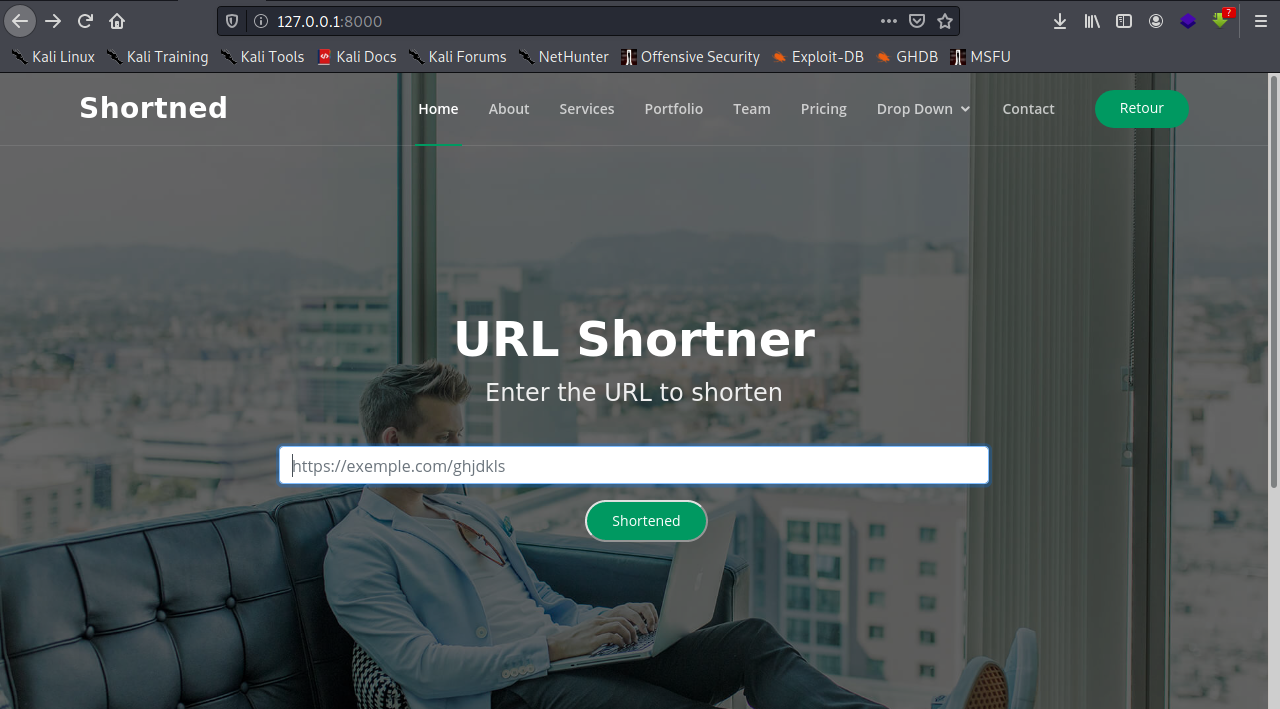 127.0.0.1:8000
?
Kali Linux Kali Training Kali Tools Kali Docs Kali Forums NetHunter Offensive Security Exploit-DB GHDB MSFU
Shortned Home About Services Portfolio Team Pricing Drop Down Contact Retour
URL Shortner
Enter the URL to shorten
https://exemple.com/ghjdkls
Shortened